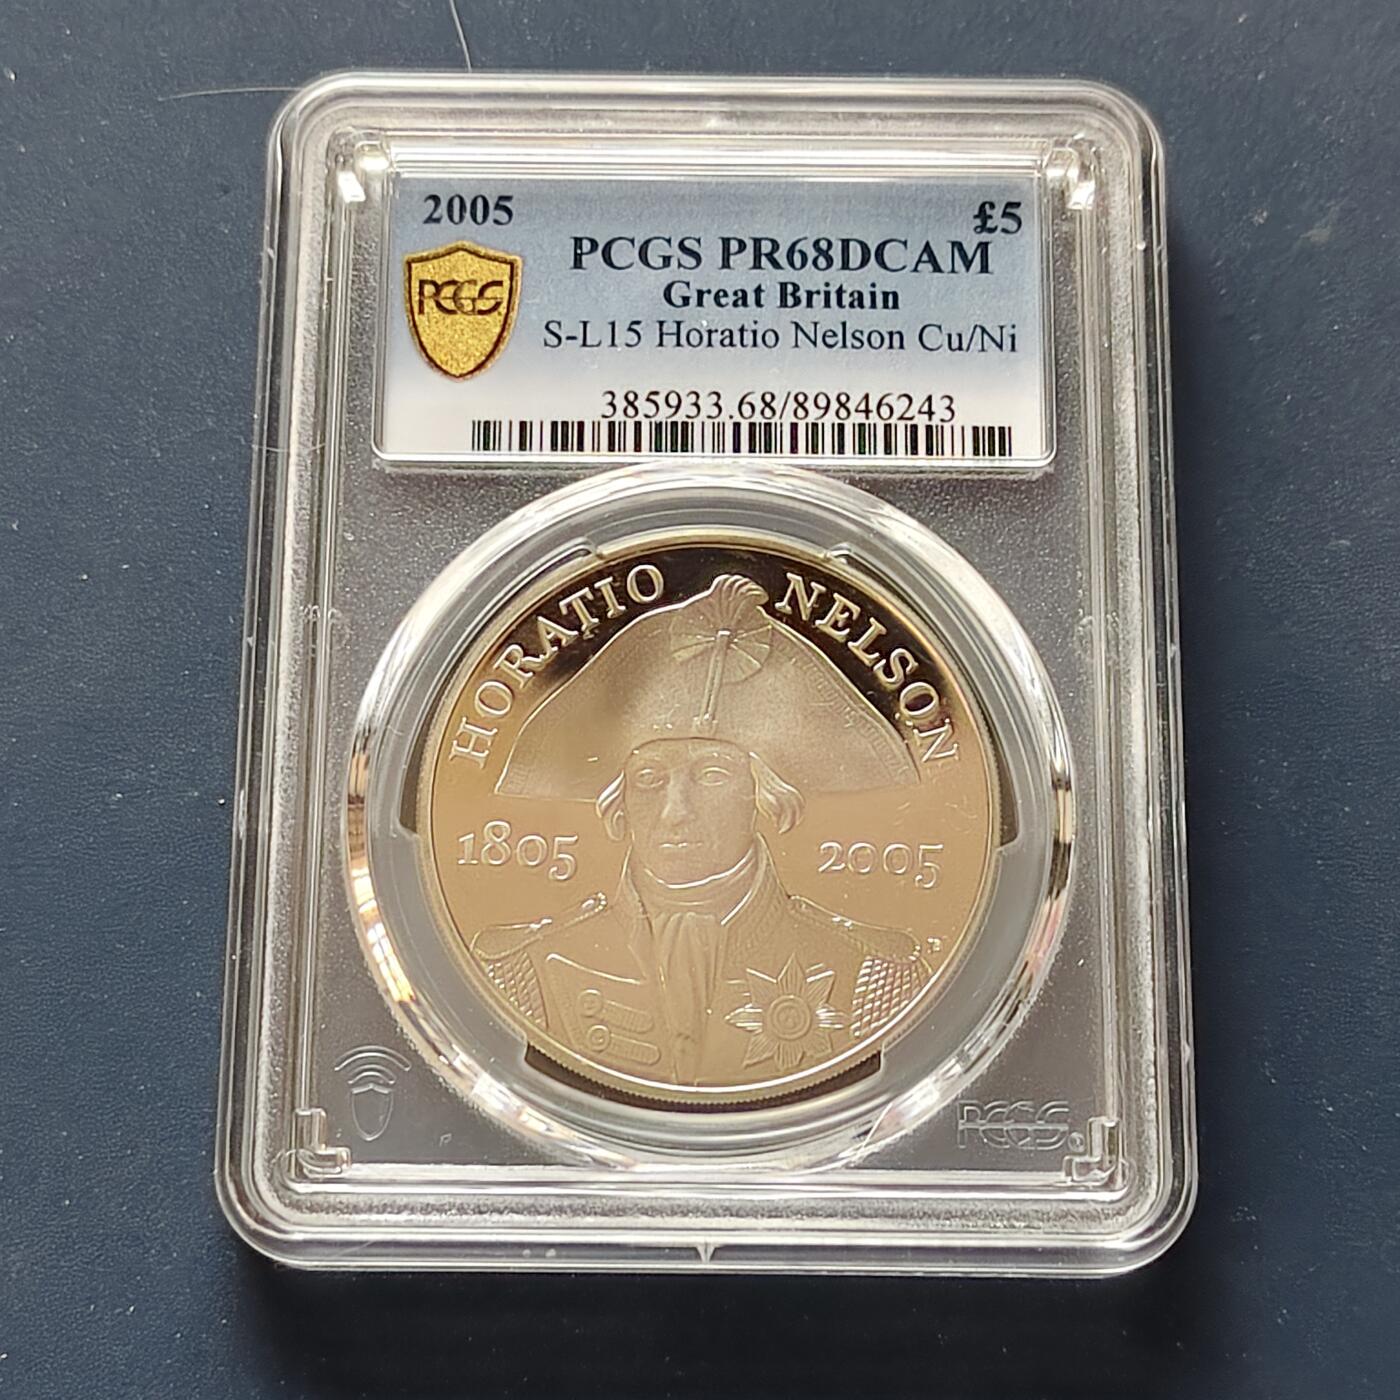 2005
£5
PCGS PR68DCAM
PCGS
Great Britain
S-L15 Horatio Nelson Cu/Ni
385933.68/89846243
HORATIO NELSON
1805
2005
PCGS